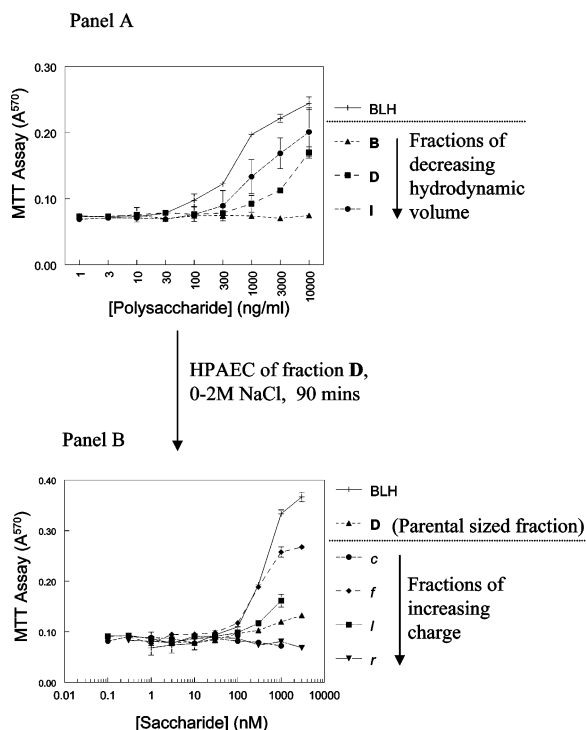 Panel A
MTT Assay (A570)
0.30
0.20
0.10
0.00
1
3
10
30
100
300
1000
3000
10000
[Polysaccharide] (ng/ml)
BLH
B
D
I
Fractions of
decreasing
hydrodynamic
volume
HPAEC of fraction D,
0-2M NaCl, 90 mins
Panel B
MTT Assay (A570)
0.40
0.30
0.20
0.10
0.00
0.01
0.1
1
10
100
1000
10000
[Saccharide] (nM)
BLH
D (Parental sized fraction)
c
f
l
r
Fractions of
increasing
charge